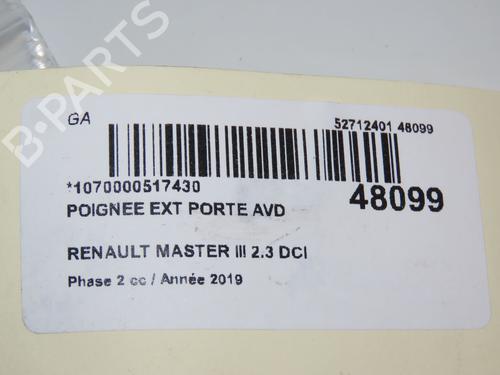 B-PARTS
GA
52712401 48099
*1070000517430
48099
POIGNEE EXT PORTE AVD
RENAULT MASTER III 2.3 DCI
Phase 2 cc / Année 2019